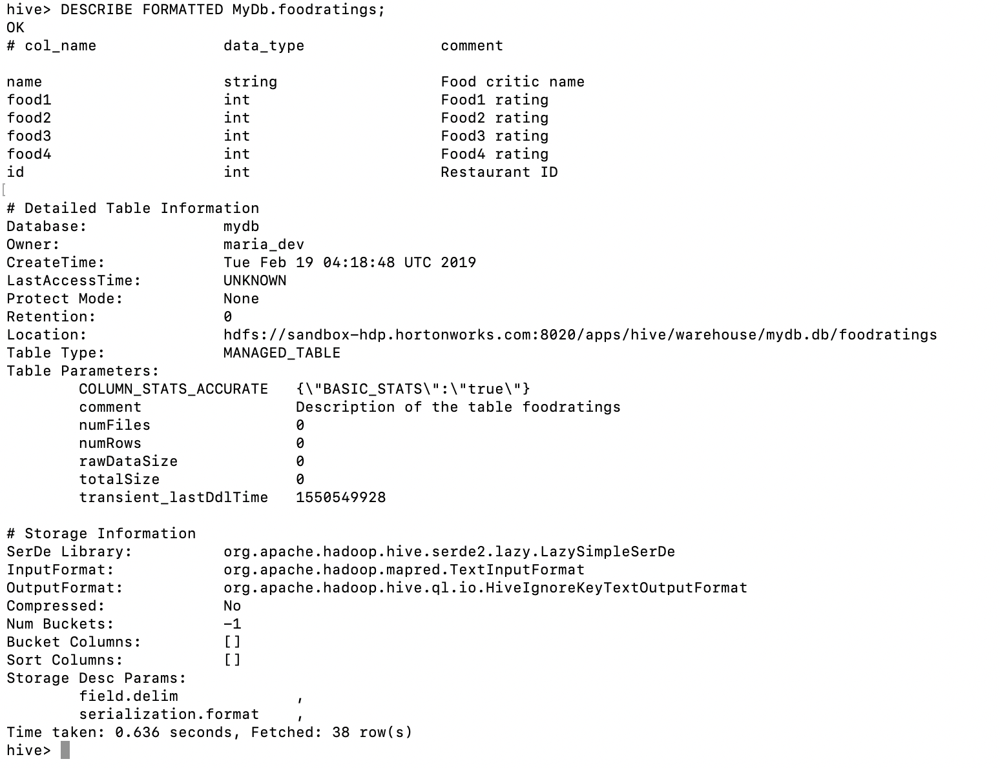 hive> DESCRIBE FORMATTED MyDb.foodratings;
OK
# col_name data_type comment
name string Food critic name
food1 int Food1 rating
food2 int Food2 rating
food3 int Food3 rating
food4 int Food4 rating
id int Restaurant ID
[
# Detailed Table Information
Database: mydb
Owner: maria_dev
CreateTime: Tue Feb 19 04:18:48 UTC 2019
LastAccessTime: UNKNOWN
Protect Mode: None
Retention: 0
Location: hdfs://sandbox-hdp.hortonworks.com:8020/apps/hive/warehouse/mydb.db/foodratings
Table Type: MANAGED_TABLE
Table Parameters:
COLUMN_STATS_ACCURATE {\"BASIC_STATS\":\"true\"}
comment Description of the table foodratings
numFiles 0
numRows 0
rawDataSize 0
totalSize 0
transient_lastDdlTime 1550549928
# Storage Information
SerDe Library: org.apache.hadoop.hive.serde2.lazy.LazySimpleSerDe
InputFormat: org.apache.hadoop.mapred.TextInputFormat
OutputFormat: org.apache.hadoop.hive.ql.io.HiveIgnoreKeyTextOutputFormat
Compressed: No
Num Buckets: -1
Bucket Columns: []
Sort Columns: []
Storage Desc Params:
field.delim ,
serialization.format ,
Time taken: 0.636 seconds, Fetched: 38 row(s)
hive>